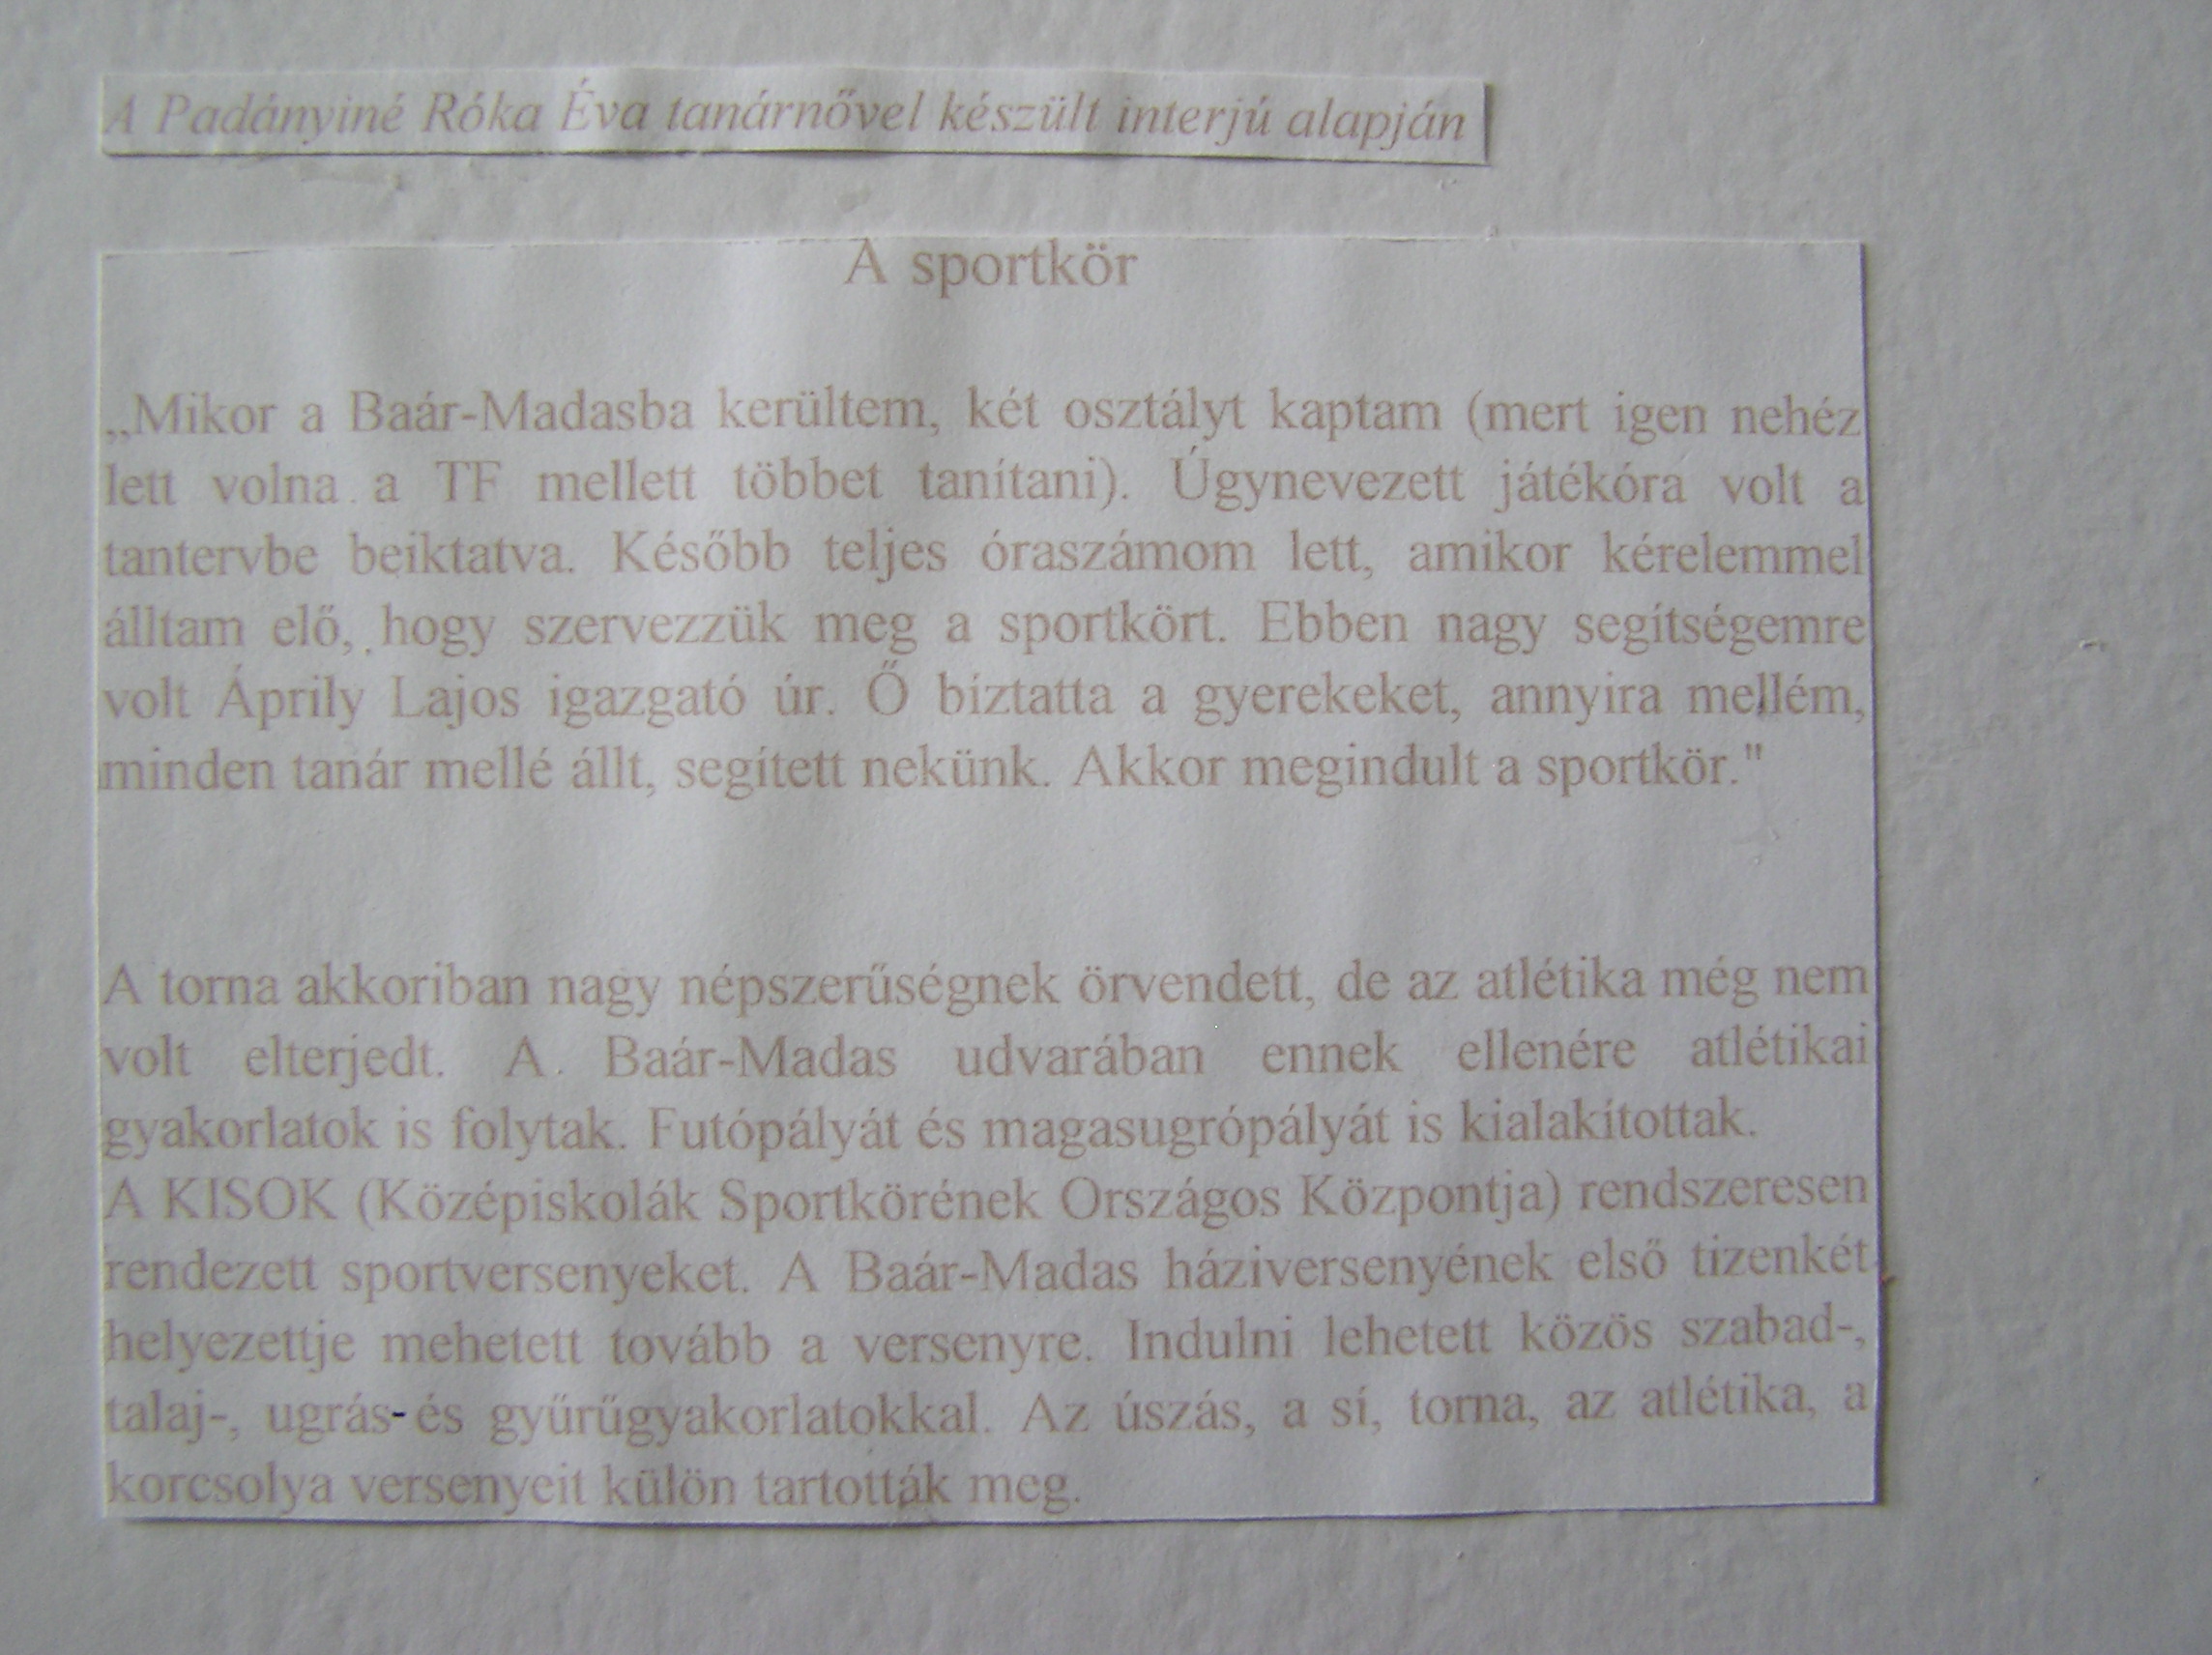 A Padányiné Róka Éva tanárnővel készült interjú alapján
A sportkör
„Mikor a Baár-Madasba kerültem, két osztályt kaptam (mert igen nehéz
lett volna a TF mellett többet tanítani). Úgynevezett játékóra volt a
tantervbe beiktatva. Később teljes óraszámom lett, amikor kérelemmel
álltam elő, hogy szervezzük meg a sportkört. Ebben nagy segítségemre
volt Áprily Lajos igazgató úr. Ő bíztatta a gyerekeket, annyira mellém,
minden tanár mellé állt, segített nekünk. Akkor megindult a sportkör."
A torna akkoriban nagy népszerűségnek örvendett, de az atlétika még nem
volt elterjedt. A. Baár-Madas udvarában ennek ellenére atlétikai
gyakorlatok is folytak. Futópályát és magasugrópályát is kialakítottak.
A KISOK (Középiskolák Sportkörének Országos Központja) rendszeresen
rendezett sportversenyeket. A Baár-Madas háziversenyének első tizenkét
helyezettje mehetett tovább a versenyre. Indulni lehetett közös szabad-,
talaj-, ugrás- és gyűrűgyakorlatokkal. Az úszás, a sí, torna, az atlétika, a
korcsolya versenyeit külön tartották meg.